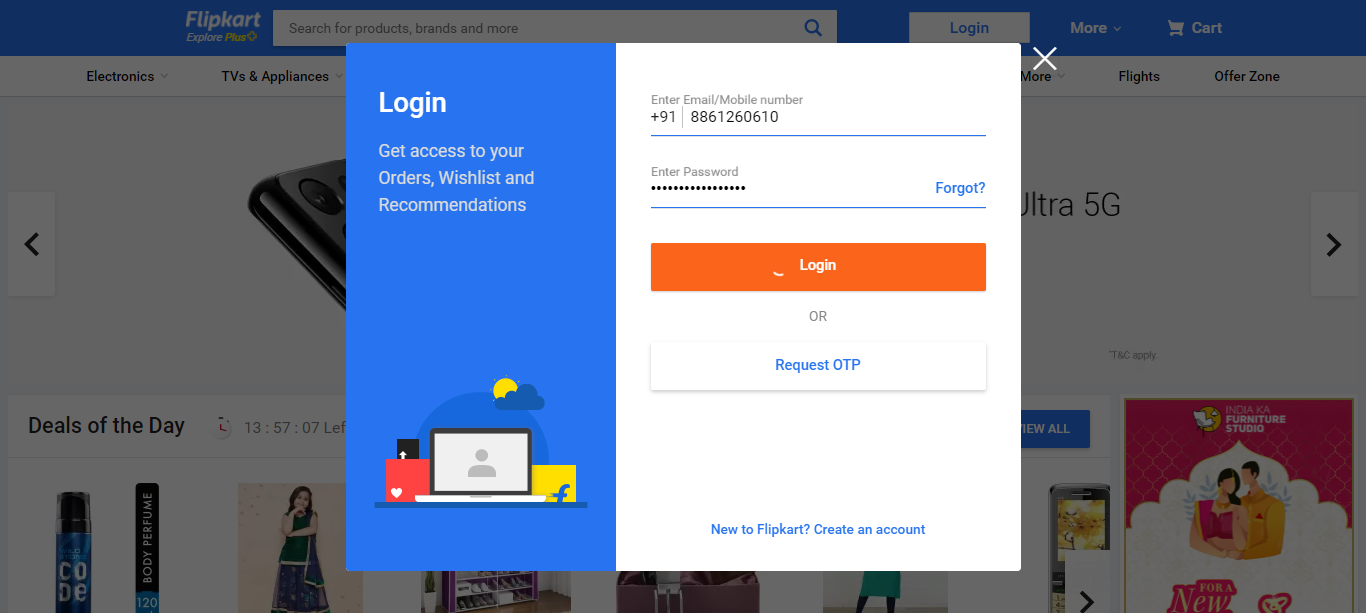 Flipkart
Explore Plus
Search for products, brands and more
Login
More
Cart
Electronics
TVs & Appliances
More
Flights
Offer Zone
Login
Get access to your
Orders, Wishlist and
Recommendations
Enter Email/Mobile number
+91 8861260610
Enter Password
•••••••••••••••••
Forgot?
Login
OR
Request OTP
New to Flipkart? Create an account
Ultra 5G
*T&C apply.
Deals of the Day
13 : 57 : 07 Lef
VIEW ALL
INDIA KA
FURNITURE
STUDIO
CODE
BODY PERFUME
120
FOR A
New